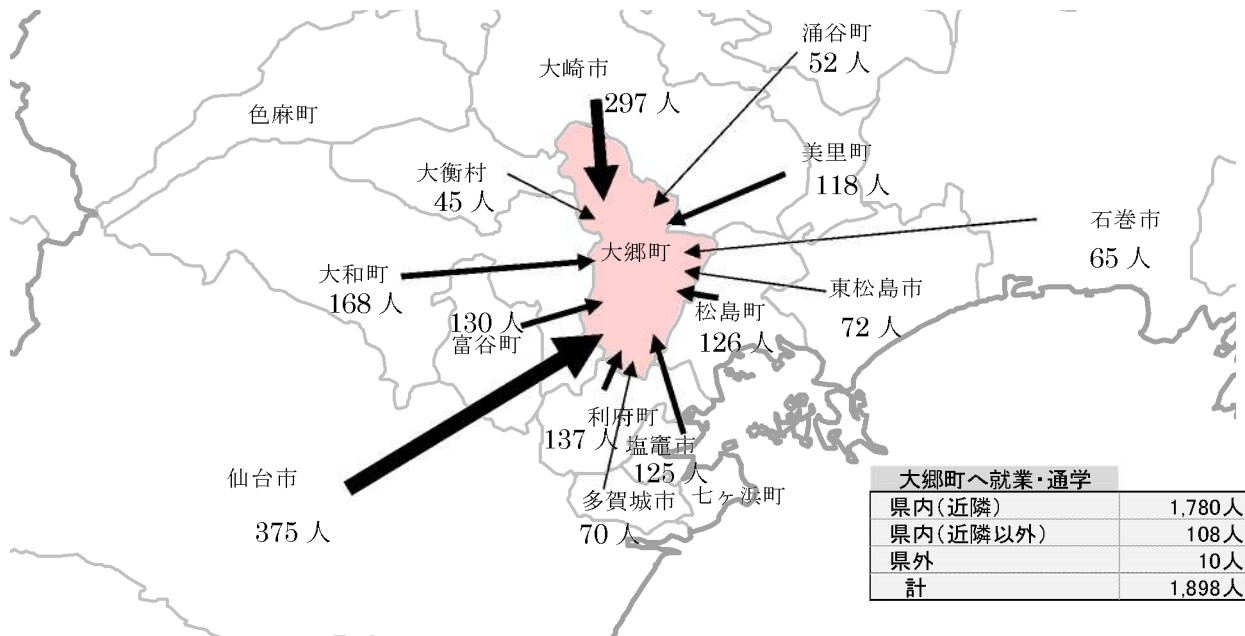 涌谷町
52 人
大崎市
297 人
色麻町
美里町
118 人
大衡村
45 人
石巻市
65 人
大郷町
大和町
168 人
東松島市
72 人
松島町
126 人
130 人
富谷町
利府町
137 人
塩竈市
125 人
仙台市
375 人
多賀城市
70 人
七ヶ浜町
大郷町へ就業・通学
県内(近隣) 1,780人
県内(近隣以外) 108人
県外 10人
計 1,898人